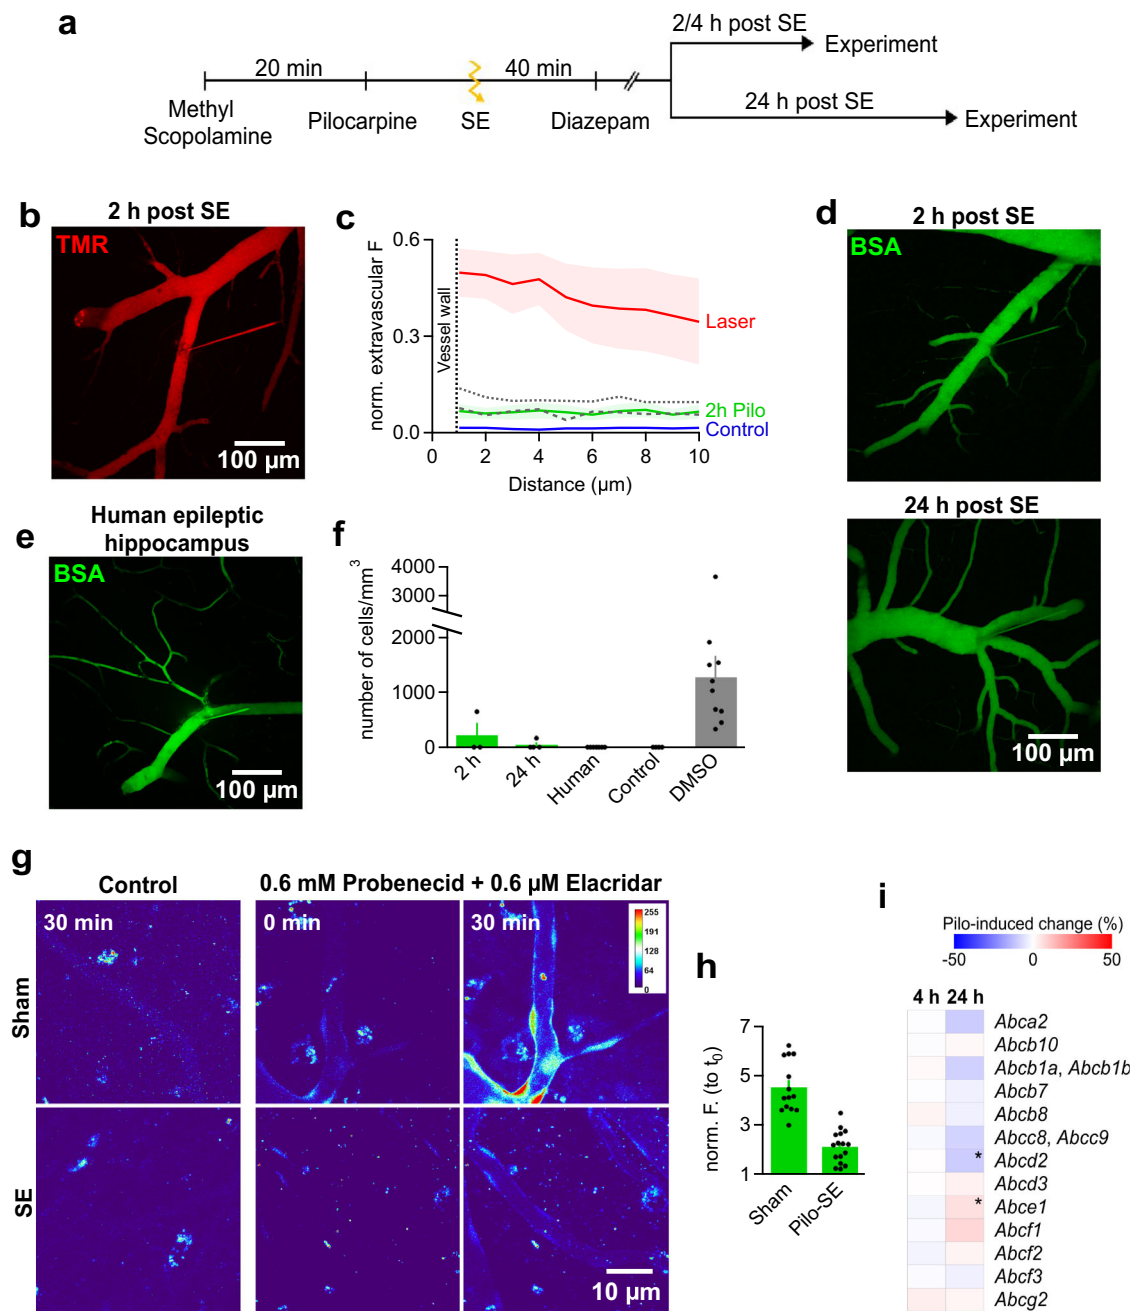 a
2/4 h post SE
20 min
40 min
Experiment
24 h post SE
Methyl
Scopolamine
Pilocarpine
SE
Diazepam
Experiment
b
2 h post SE
TMR
100 µm
c
norm. extravascular F
0.6
0.3
0.0
Vessel wall
Laser
2h Pilo
Control
0
2
4
6
8
10
Distance (µm)
d
2 h post SE
BSA
24 h post SE
100 µm
e
Human epileptic
hippocampus
BSA
100 µm
f
number of cells/mm³
4000
3000
2000
1000
0
2 h
24 h
Human
Control
DMSO
g
Control
0.6 mM Probenecid + 0.6 µM Elacridar
30 min
0 min
30 min
255
191
128
64
0
Sham
SE
10 µm
h
norm. F. (to t₀)
7
5
3
1
Sham
Pilo-SE
i
Pilo-induced change (%)
-50
0
50
4 h
24 h
Abca2
Abcb10
Abcb1a, Abcb1b
Abcb7
Abcb8
Abcc8, Abcc9
* Abcd2
Abcd3
* Abce1
Abcf1
Abcf2
Abcf3
Abcg2